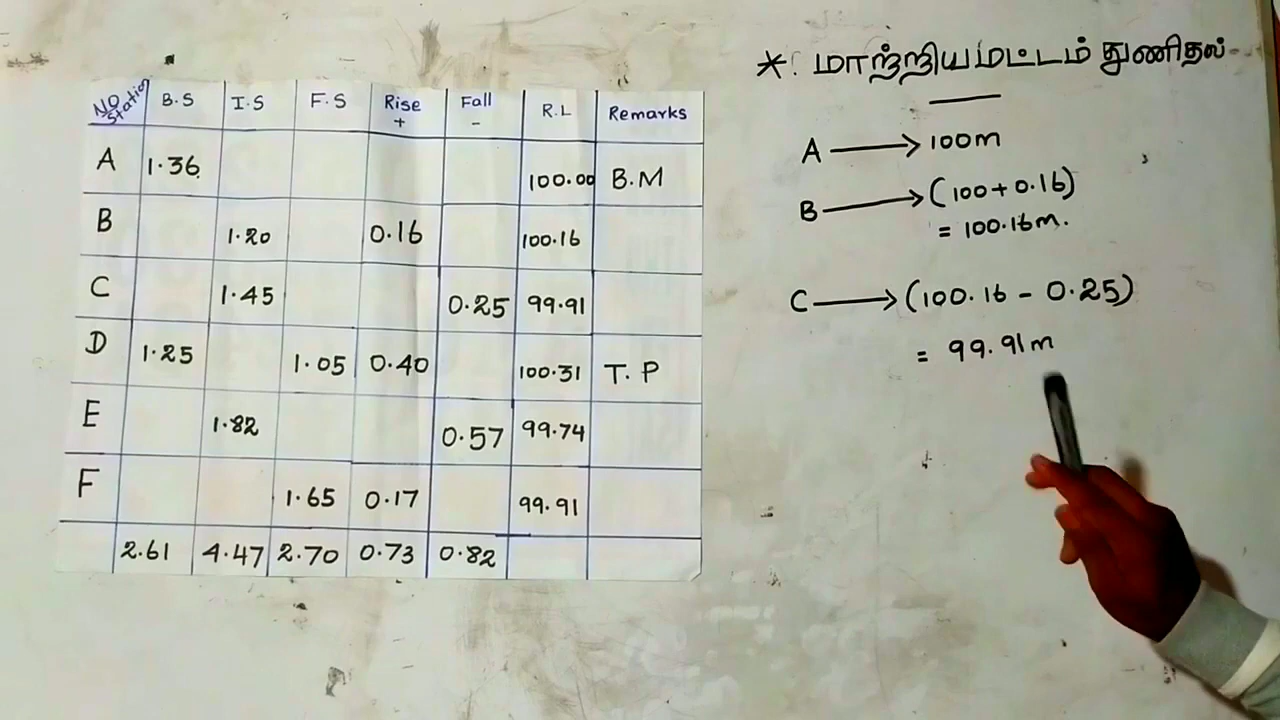 NO Station B.S I.S F.S Rise + Fall - R.L Remarks
A 1.36 100.00 B.M
B 1.20 0.16 100.16
C 1.45 0.25 99.91
D 1.25 1.05 0.40 100.31 T.P
E 1.82 0.57 99.74
F 1.65 0.17 99.91
2.61 4.47 2.70 0.73 0.82
*. மாற்றியமட்டம் துணிதல்
A → 100m
B → (100 + 0.16)
= 100.16m.
C → (100.16 - 0.25)
= 99.91m